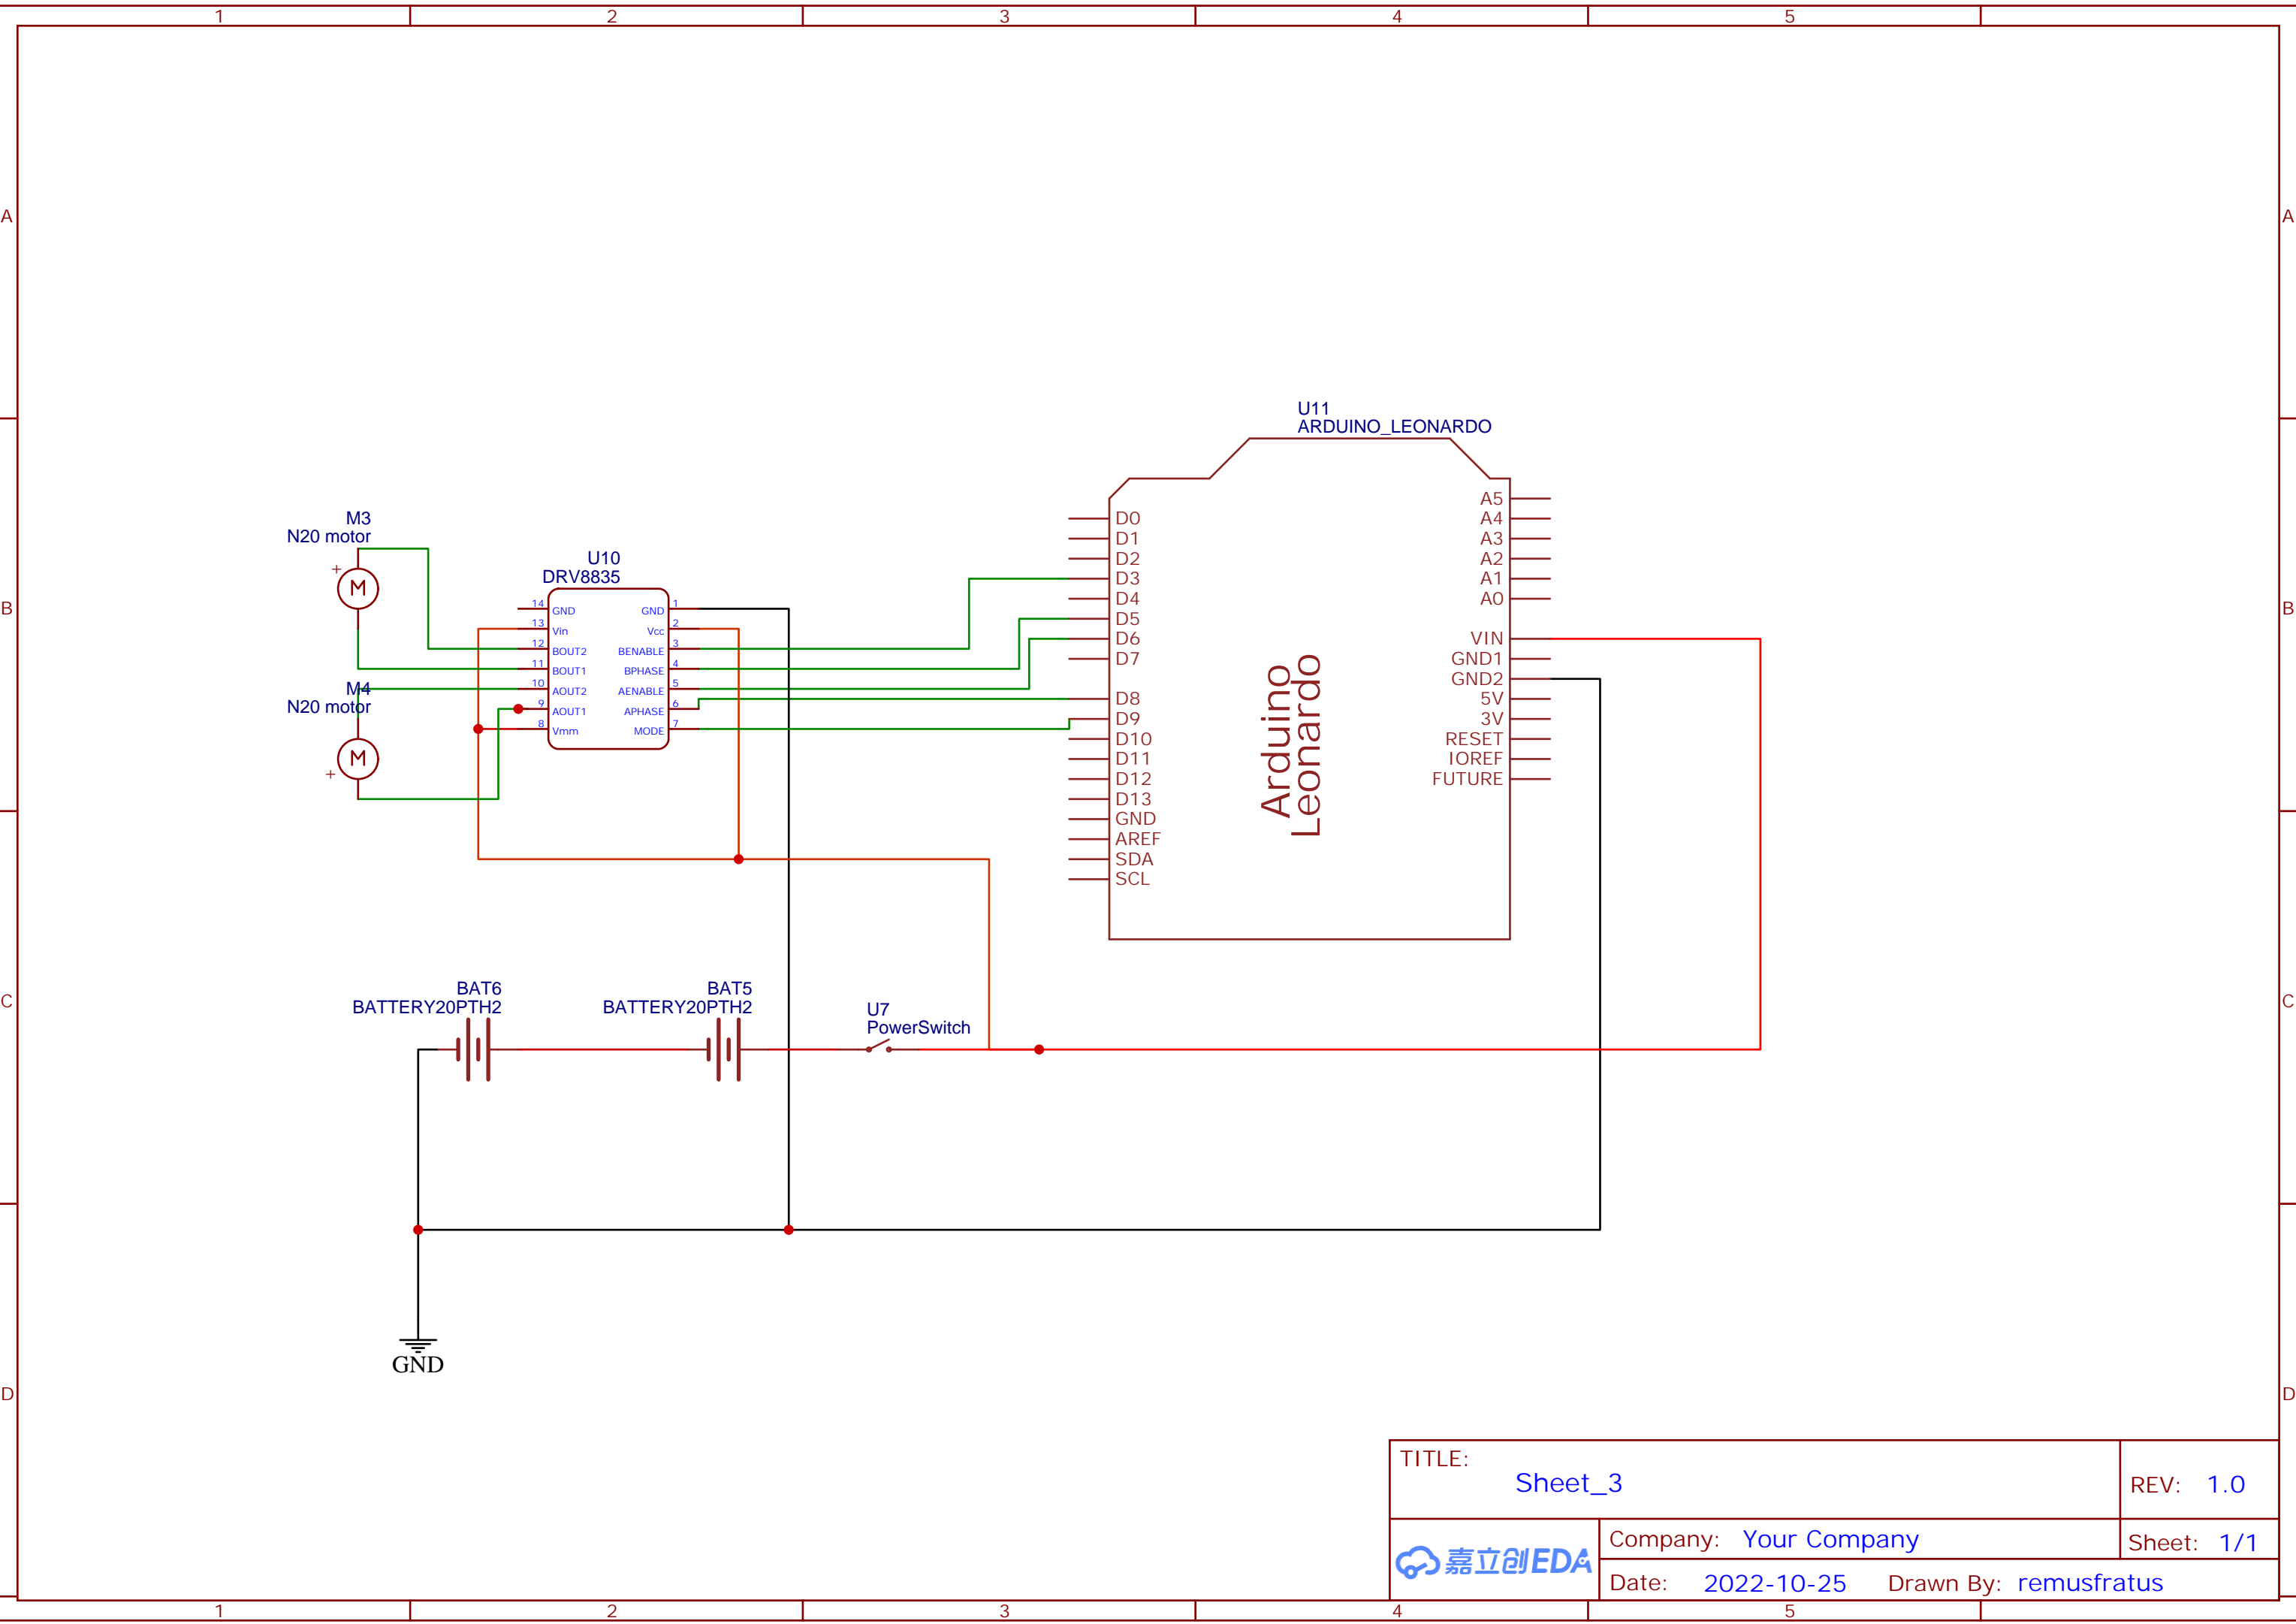 1 2 3 4 5
A A
B B
C C
D D
U11
ARDUINO_LEONARDO
M3
N20 motor
+
M
U10
DRV8835
14 GND GND 1
13 Vin Vcc 2
12 BOUT2 BENABLE 3
11 BOUT1 BPHASE 4
10 AOUT2 AENABLE 5
9 AOUT1 APHASE 6
8 Vmm MODE 7
M4
N20 motor
M
+
D0
D1
D2
D3
D4
D5
D6
D7
D8
D9
D10
D11
D12
D13
GND
AREF
SDA
SCL
Arduino
Leonardo
A5
A4
A3
A2
A1
A0
VIN
GND1
GND2
5V
3V
RESET
IOREF
FUTURE
BAT6
BATTERY20PTH2
BAT5
BATTERY20PTH2
U7
PowerSwitch
GND
TITLE:
Sheet_3
REV: 1.0
嘉立创EDA
Company: Your Company
Sheet: 1/1
Date: 2022-10-25 Drawn By: remusfratus
1 2 3 4 5